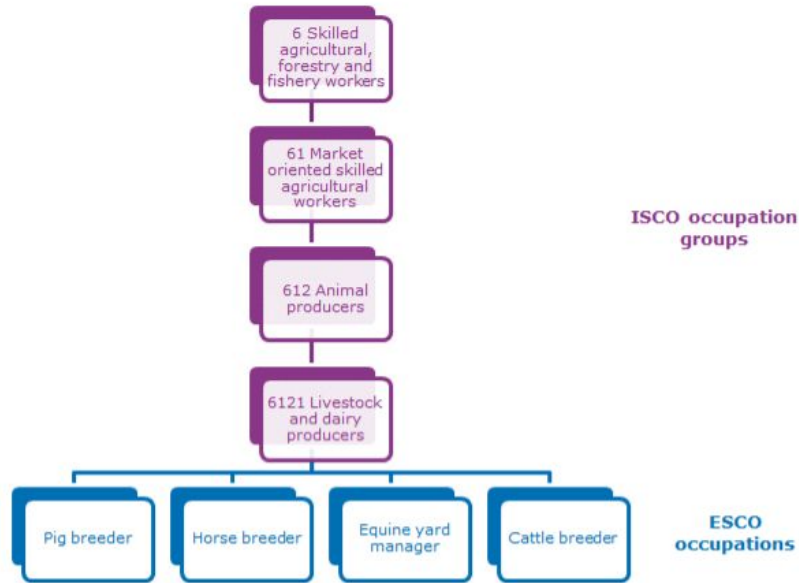 6 Skilled
agricultural,
forestry and
fishery workers
61 Market
oriented skilled
agricultural
workers
ISCO occupation
groups
612 Animal
producers
6121 Livestock
and dairy
producers
Pig breeder
Horse breeder
Equine yard
manager
Cattle breeder
ESCO
occupations